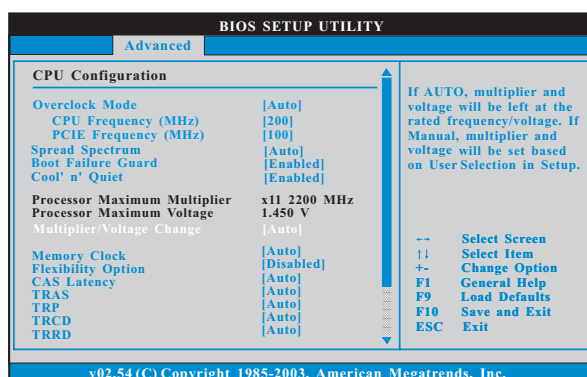 BIOS SETUP UTILITY
Advanced
CPU Configuration
Overclock Mode [Auto]
CPU Frequency (MHz) [200]
PCIE Frequency (MHz) [100]
Spread Spectrum [Auto]
Boot Failure Guard [Enabled]
Cool' n' Quiet [Enabled]
Processor Maximum Multiplier x11 2200 MHz
Processor Maximum Voltage 1.450 V
Multiplier/Voltage Change [Auto]
Memory Clock [Auto]
Flexibility Option [Disabled]
CAS Latency [Auto]
TRAS [Auto]
TRP [Auto]
TRCD [Auto]
TRRD [Auto]
If AUTO, multiplier and
voltage will be left at the
rated frequency/voltage. If
Manual, multiplier and
voltage will be set based
on User Selection in Setup.
←→ Select Screen
↑↓ Select Item
+- Change Option
F1 General Help
F9 Load Defaults
F10 Save and Exit
ESC Exit
v02.54 (C) Copyright 1985-2003, American Megatrends, Inc.